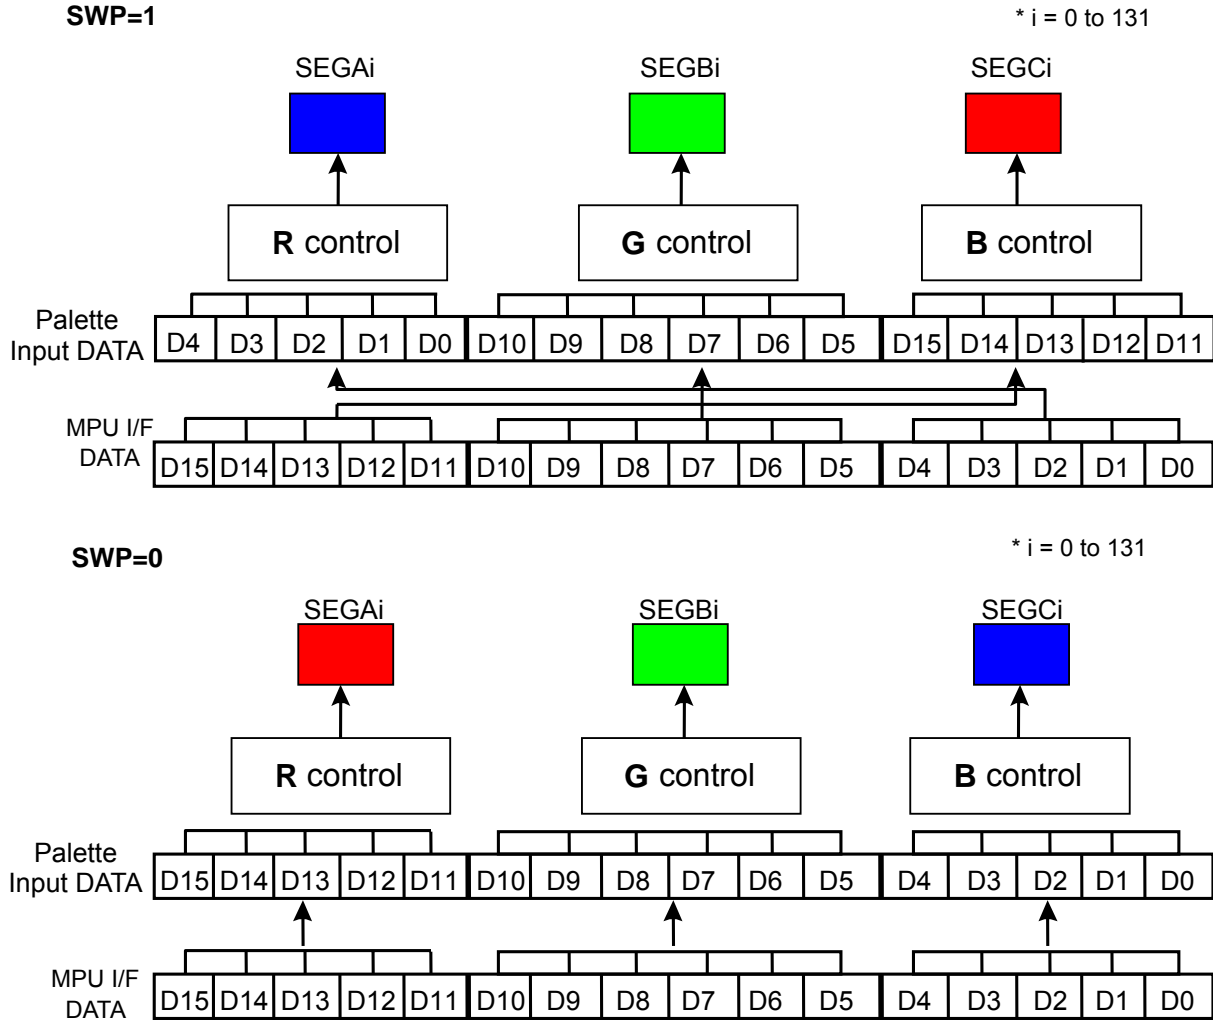 SWP=1
* i = 0 to 131
SEGAi SEGBi SEGCi
R control G control B control
Palette
Input DATA
D4 D3 D2 D1 D0 D10 D9 D8 D7 D6 D5 D15 D14 D13 D12 D11
MPU I/F
DATA
D15 D14 D13 D12 D11 D10 D9 D8 D7 D6 D5 D4 D3 D2 D1 D0
SWP=0
* i = 0 to 131
SEGAi SEGBi SEGCi
R control G control B control
Palette
Input DATA
D15 D14 D13 D12 D11 D10 D9 D8 D7 D6 D5 D4 D3 D2 D1 D0
MPU I/F
DATA
D15 D14 D13 D12 D11 D10 D9 D8 D7 D6 D5 D4 D3 D2 D1 D0